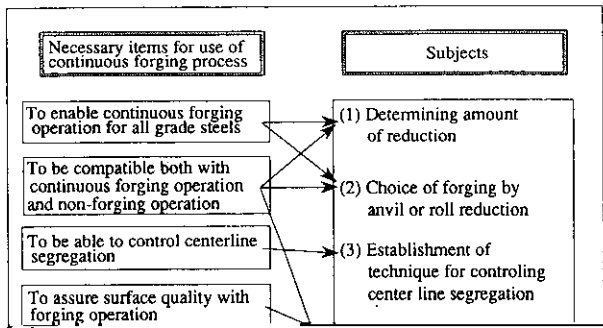 Necessary items for use of
continuous forging process
Subjects
To enable continuous forging
operation for all grade steels
To be compatible both with
continuous forging operation
and non-forging operation
To be able to control centerline
segregation
To assure surface quality with
forging operation
(1) Determining amount
of reduction
(2) Choice of forging by
anvil or roll reduction
(3) Establishment of
technique for controling
center line segregation